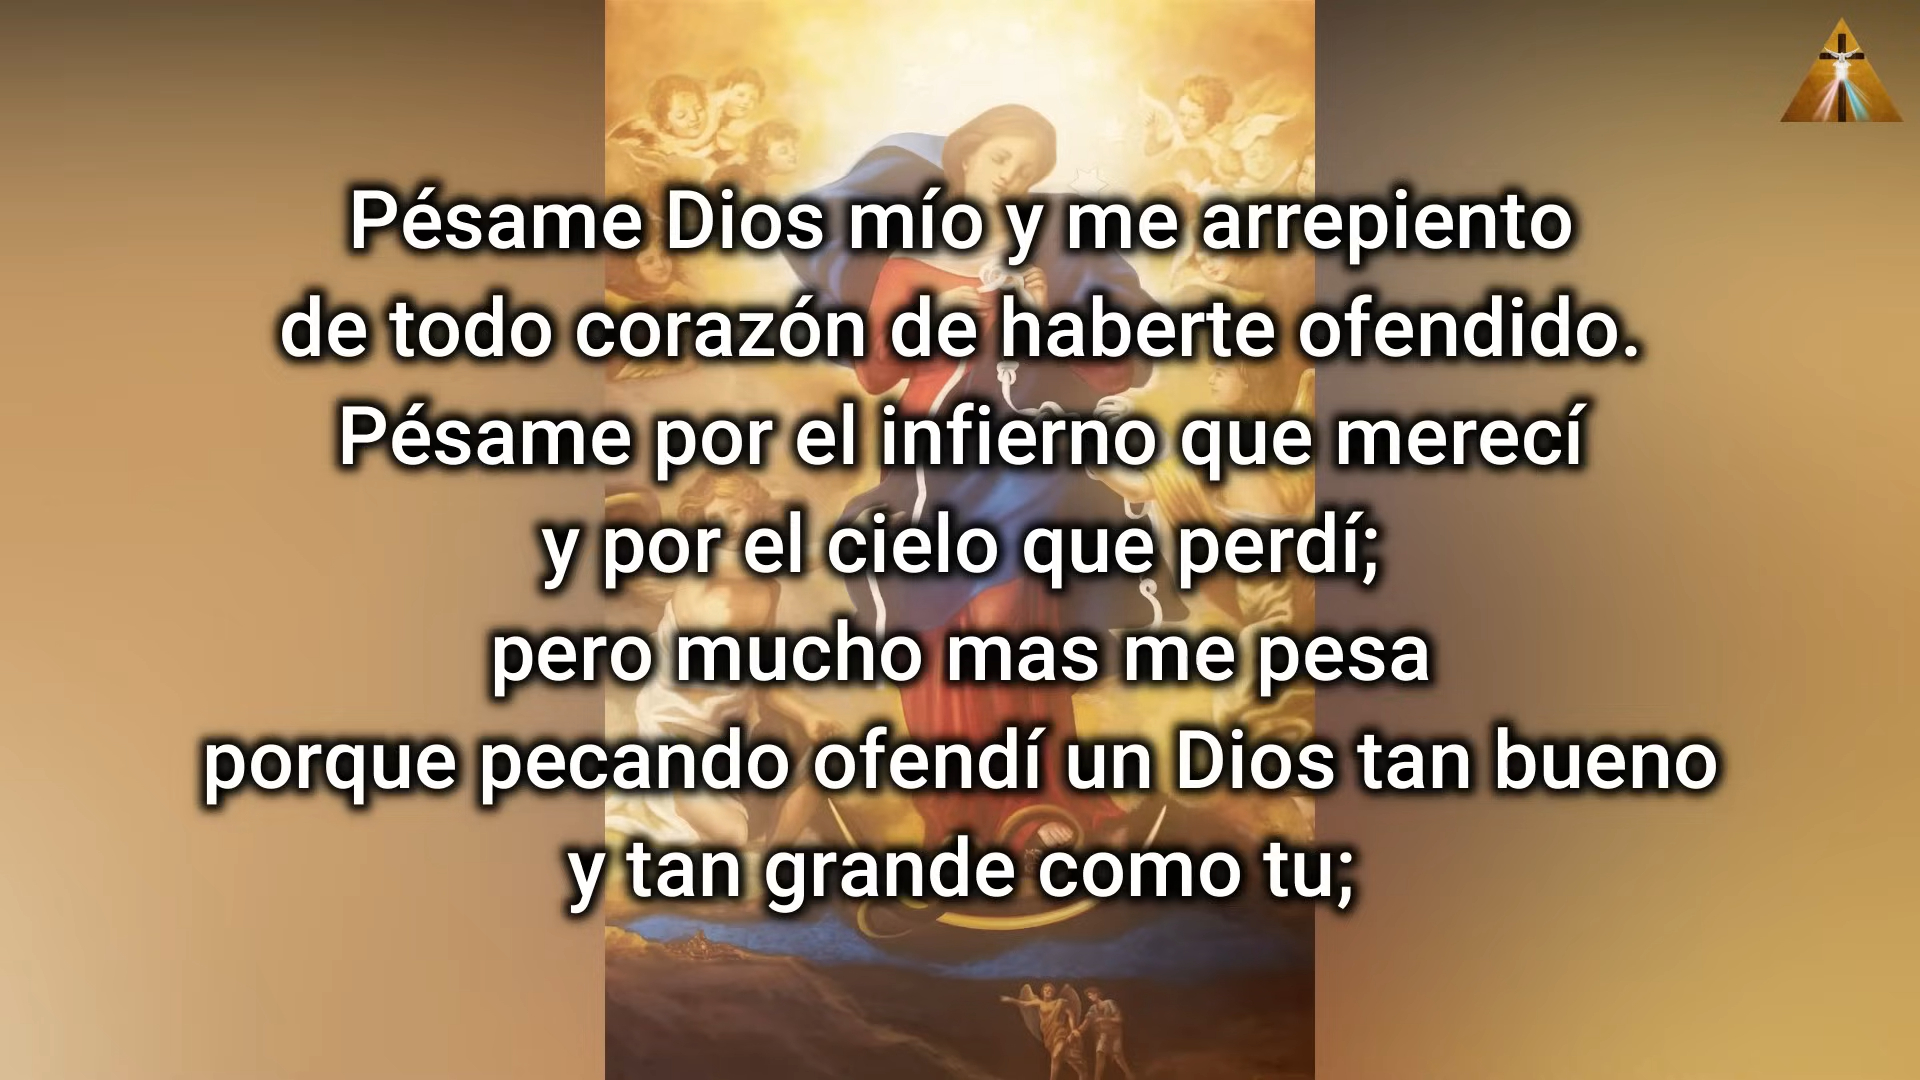 Pésame Dios mío y me arrepiento
de todo corazón de haberte ofendido.
Pésame por el infierno que merecí
y por el cielo que perdí;
pero mucho mas me pesa
porque pecando ofendí un Dios tan bueno
y tan grande como tu;